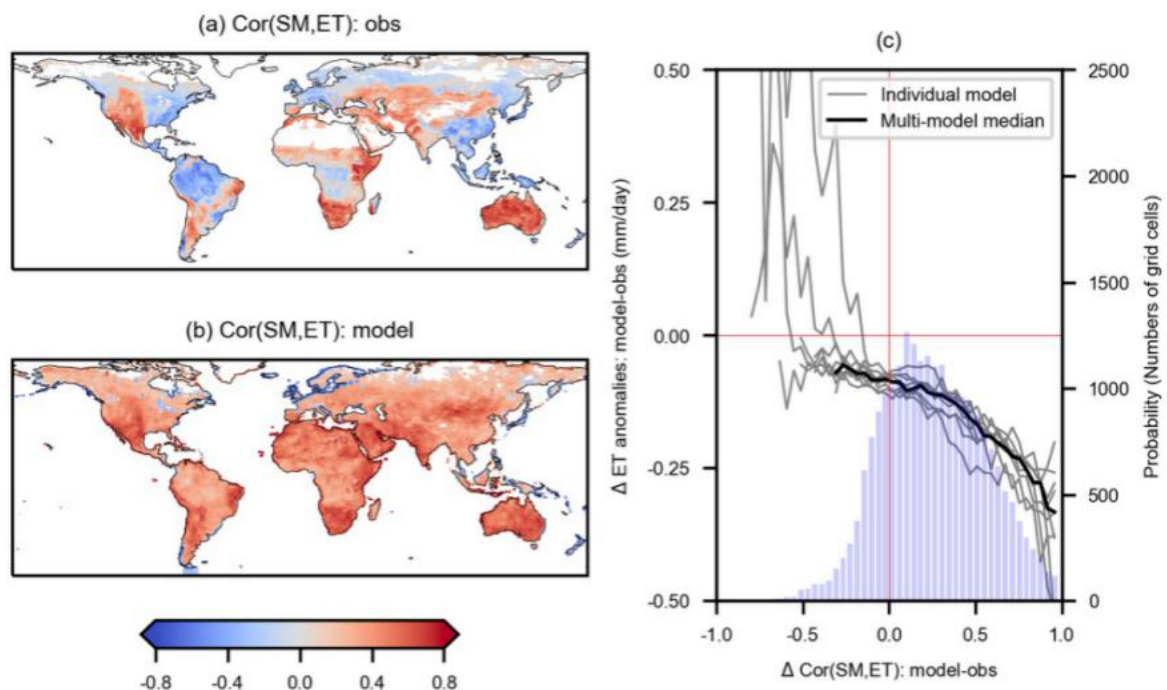 (a) Cor(SM,ET): obs
(b) Cor(SM,ET): model
-0.8 -0.4 0.0 0.4 0.8
(c)
Individual model
Multi-model median
0.50
0.25
0.00
-0.25
-0.50
Δ ET anomalies: model-obs (mm/day)
2500
2000
1500
1000
500
0
Probability (Numbers of grid cells)
-1.0 -0.5 0.0 0.5 1.0
Δ Cor(SM,ET): model-obs